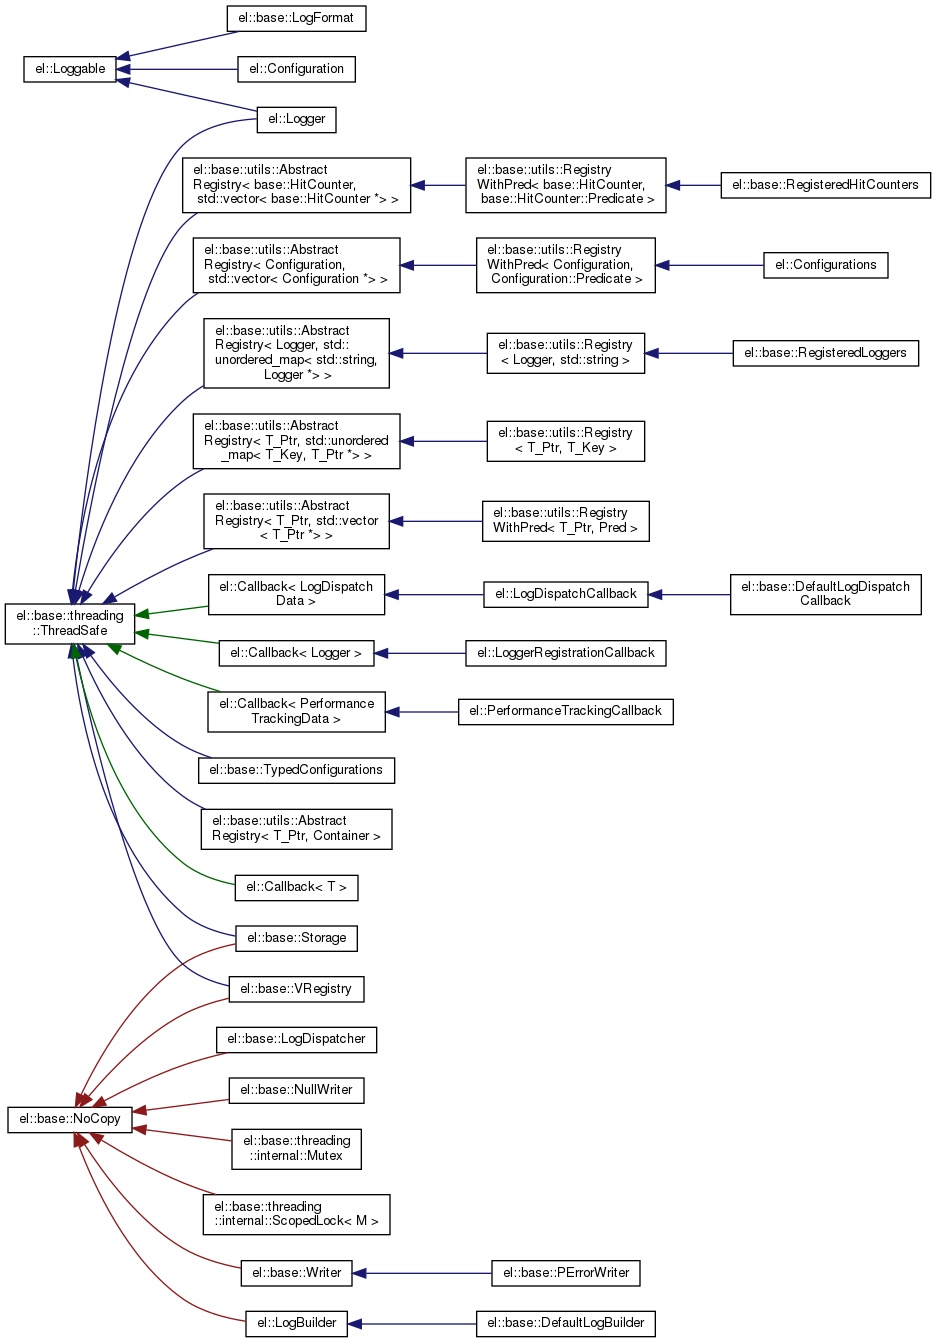 el::base::LogFormat
el::Loggable
el::Configuration
el::Logger
el::base::utils::Abstract
Registry< base::HitCounter,
std::vector< base::HitCounter *> >
el::base::utils::Registry
WithPred< base::HitCounter,
base::HitCounter::Predicate >
el::base::RegisteredHitCounters
el::base::utils::Abstract
Registry< Configuration,
std::vector< Configuration *> >
el::base::utils::Registry
WithPred< Configuration,
Configuration::Predicate >
el::Configurations
el::base::utils::Abstract
Registry< Logger, std::
unordered_map< std::string,
Logger *> >
el::base::utils::Registry
< Logger, std::string >
el::base::RegisteredLoggers
el::base::utils::Abstract
Registry< T_Ptr, std::unordered
_map< T_Key, T_Ptr *> >
el::base::utils::Registry
< T_Ptr, T_Key >
el::base::utils::Abstract
Registry< T_Ptr, std::vector
< T_Ptr *> >
el::base::utils::Registry
WithPred< T_Ptr, Pred >
el::base::threading
::ThreadSafe
el::Callback< LogDispatch
Data >
el::LogDispatchCallback
el::base::DefaultLogDispatch
Callback
el::Callback< Logger >
el::LoggerRegistrationCallback
el::Callback< Performance
TrackingData >
el::PerformanceTrackingCallback
el::base::TypedConfigurations
el::base::utils::Abstract
Registry< T_Ptr, Container >
el::Callback< T >
el::base::Storage
el::base::VRegistry
el::base::LogDispatcher
el::base::NullWriter
el::base::NoCopy
el::base::threading
::internal::Mutex
el::base::threading
::internal::ScopedLock< M >
el::base::Writer
el::base::PErrorWriter
el::LogBuilder
el::base::DefaultLogBuilder